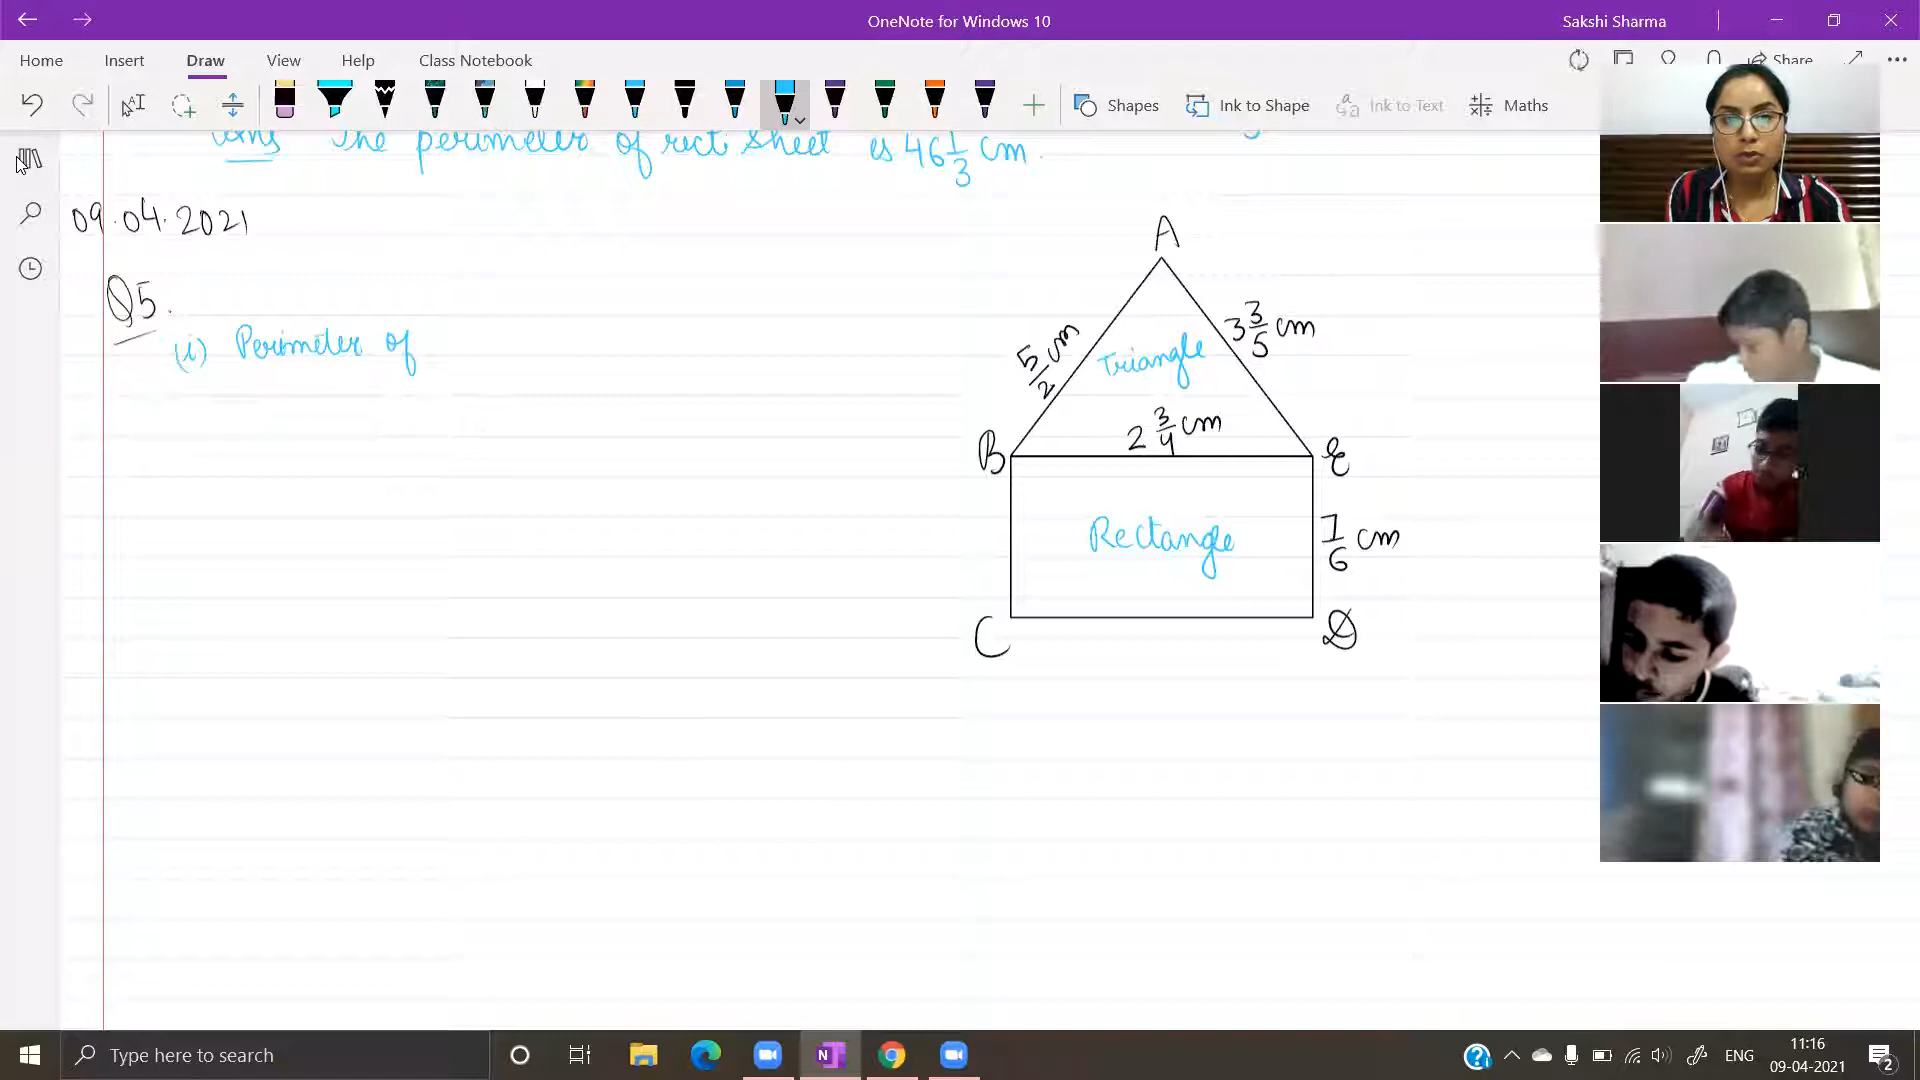 OneNote for Windows 10
Sakshi Sharma
Home Insert Draw View Help Class Notebook
Share
Shapes Ink to Shape Ink to Text Maths
Ans The perimeter of rect sheet is 46 1/3 cm.
09.04.2021
A
Q5.
(i) Perimeter of
5/2 cm
3 3/5 cm
Triangle
2 3/4 cm
B
E
Rectangle
7/6 cm
C
D
Type here to search
ENG
11:16
09-04-2021
2